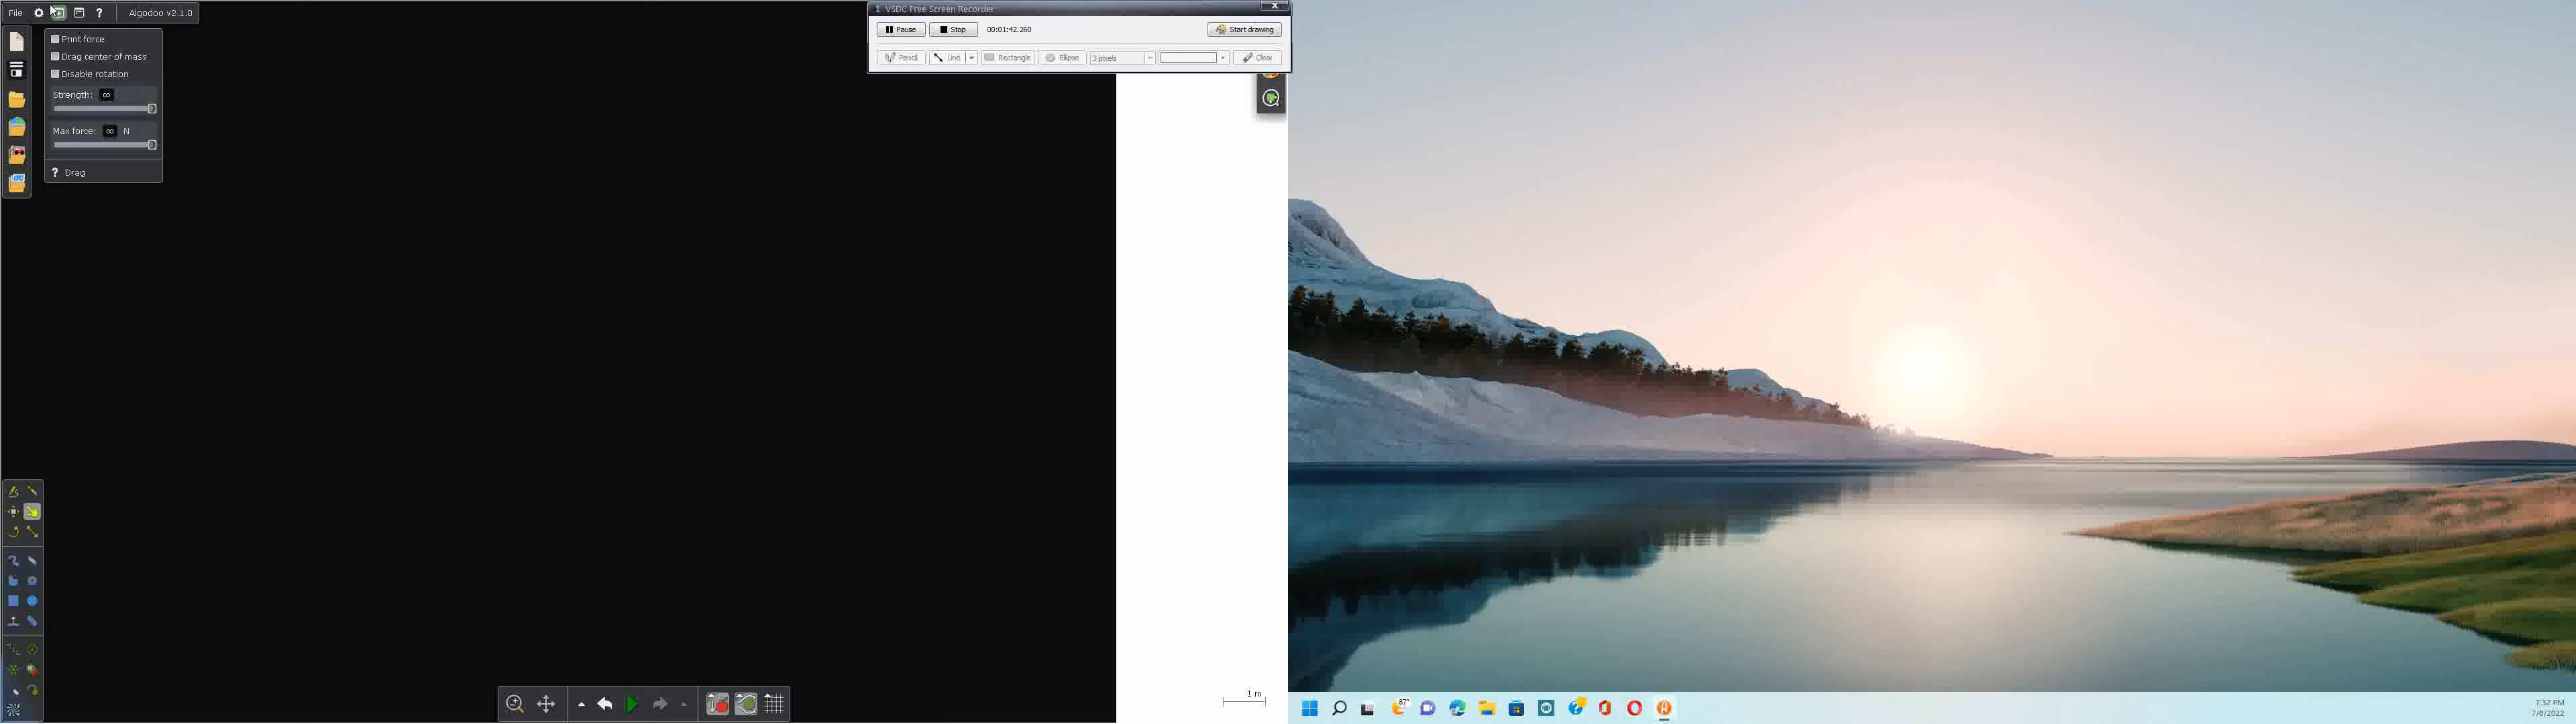 File
Algodoo v2.1.0
Print force
Drag center of mass
Disable rotation
Strength: ∞
Max force: ∞ N
? Drag
VSDC Free Screen Recorder
Pause
Stop
00:01:42.260
Start drawing
Pencil
Line
Rectangle
Ellipse
3 pixels
Clear
1 m
87°
7:32 PM
7/8/2022